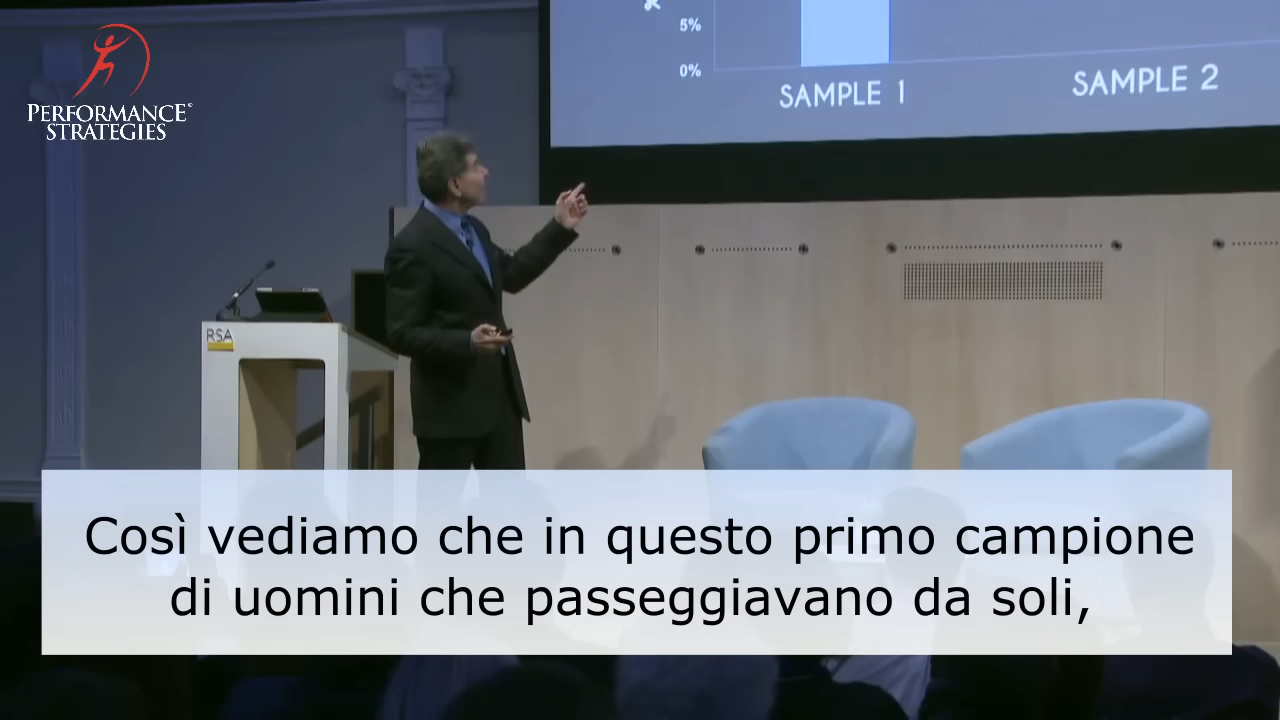 PERFORMANCE
STRATEGIES
5%
0%
SAMPLE 1
SAMPLE 2
RSA
Così vediamo che in questo primo campione
di uomini che passeggiavano da soli,